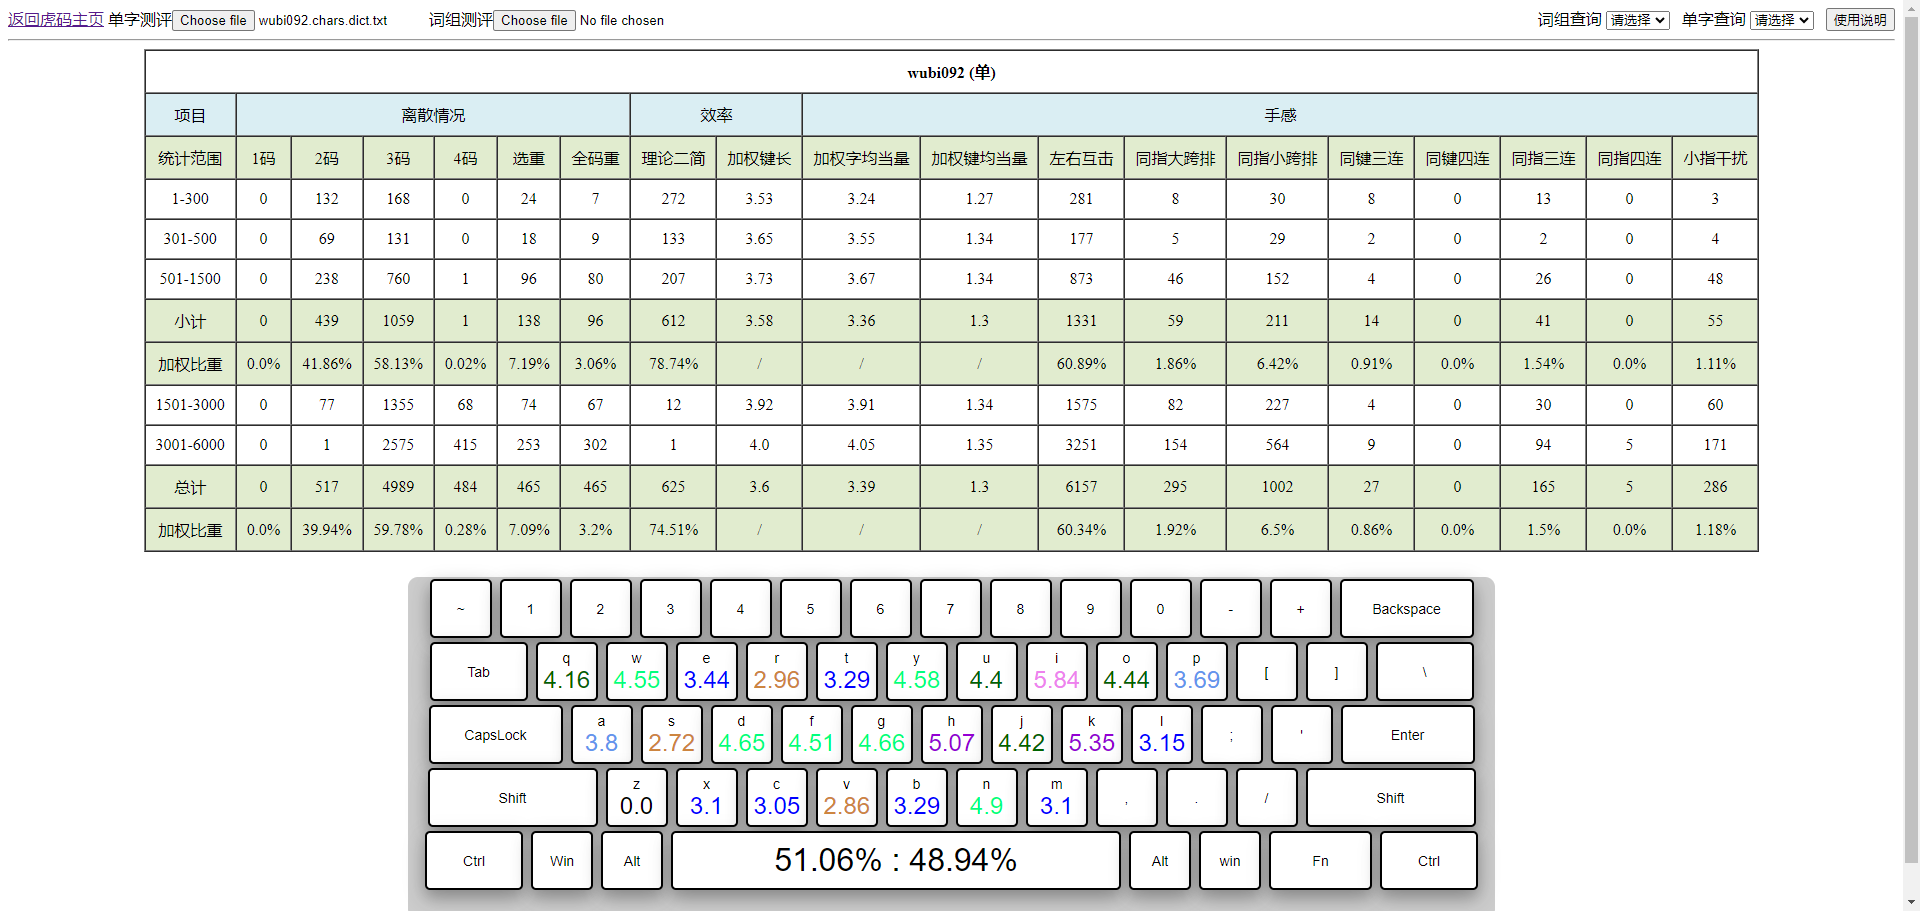 返回虎码主页 单字测评 Choose file wubi092.chars.dict.txt 词组测评 Choose file No file chosen 词组查询 请选择 单字查询 请选择 使用说明
wubi092 (单)
项目 离散情况 效率 手感
统计范围 1码 2码 3码 4码 选重 全码重 理论二简 加权键长 加权字均当量 加权键均当量 左右互击 同指大跨排 同指小跨排 同键三连 同键四连 同指三连 同指四连 小指干扰
1-300 0 132 168 0 24 7 272 3.53 3.24 1.27 281 8 30 8 0 13 0 3
301-500 0 69 131 0 18 9 133 3.65 3.55 1.34 177 5 29 2 0 2 0 4
501-1500 0 238 760 1 96 80 207 3.73 3.67 1.34 873 46 152 4 0 26 0 48
小计 0 439 1059 1 138 96 612 3.58 3.36 1.3 1331 59 211 14 0 41 0 55
加权比重 0.0% 41.86% 58.13% 0.02% 7.19% 3.06% 78.74% / / / 60.89% 1.86% 6.42% 0.91% 0.0% 1.54% 0.0% 1.11%
1501-3000 0 77 1355 68 74 67 12 3.92 3.91 1.34 1575 82 227 4 0 30 0 60
3001-6000 0 1 2575 415 253 302 1 4.0 4.05 1.35 3251 154 564 9 0 94 5 171
总计 0 517 4989 484 465 465 625 3.6 3.39 1.3 6157 295 1002 27 0 165 5 286
加权比重 0.0% 39.94% 59.78% 0.28% 7.09% 3.2% 74.51% / / / 60.34% 1.92% 6.5% 0.86% 0.0% 1.5% 0.0% 1.18%
~ 1 2 3 4 5 6 7 8 9 0 - + Backspace
q w e r t y u i o p
Tab 4.16 4.55 3.44 2.96 3.29 4.58 4.4 5.84 4.44 3.69 [ ] \
a s d f g h j k l
CapsLock 3.8 2.72 4.65 4.51 4.66 5.07 4.42 5.35 3.15 ; ' Enter
z x c v b n m
Shift 0.0 3.1 3.05 2.86 3.29 4.9 3.1 , . / Shift
Ctrl Win Alt 51.06% : 48.94% Alt win Fn Ctrl